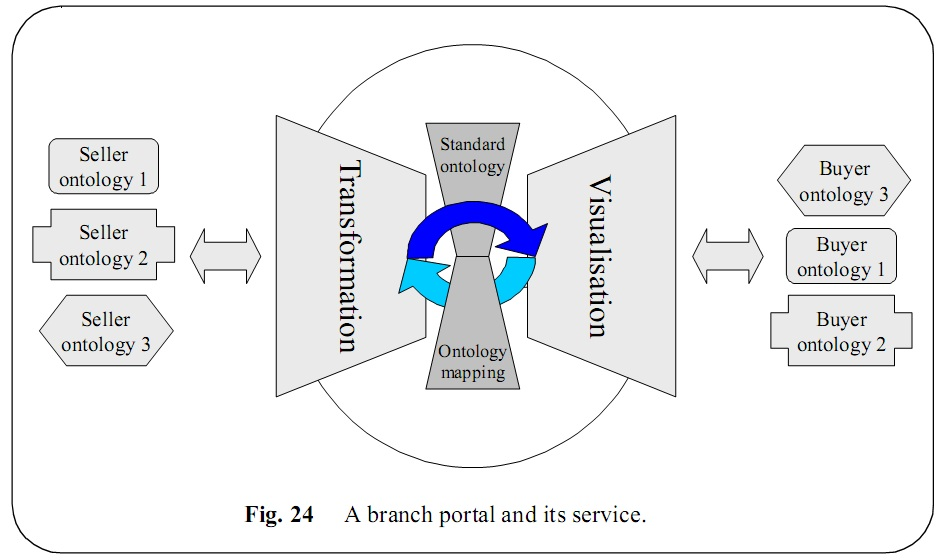 Seller
ontology 1
Seller
ontology 2
Seller
ontology 3
Transformation
Standard
ontology
Ontology
mapping
Visualisation
Buyer
ontology 3
Buyer
ontology 1
Buyer
ontology 2
Fig. 24 A branch portal and its service.